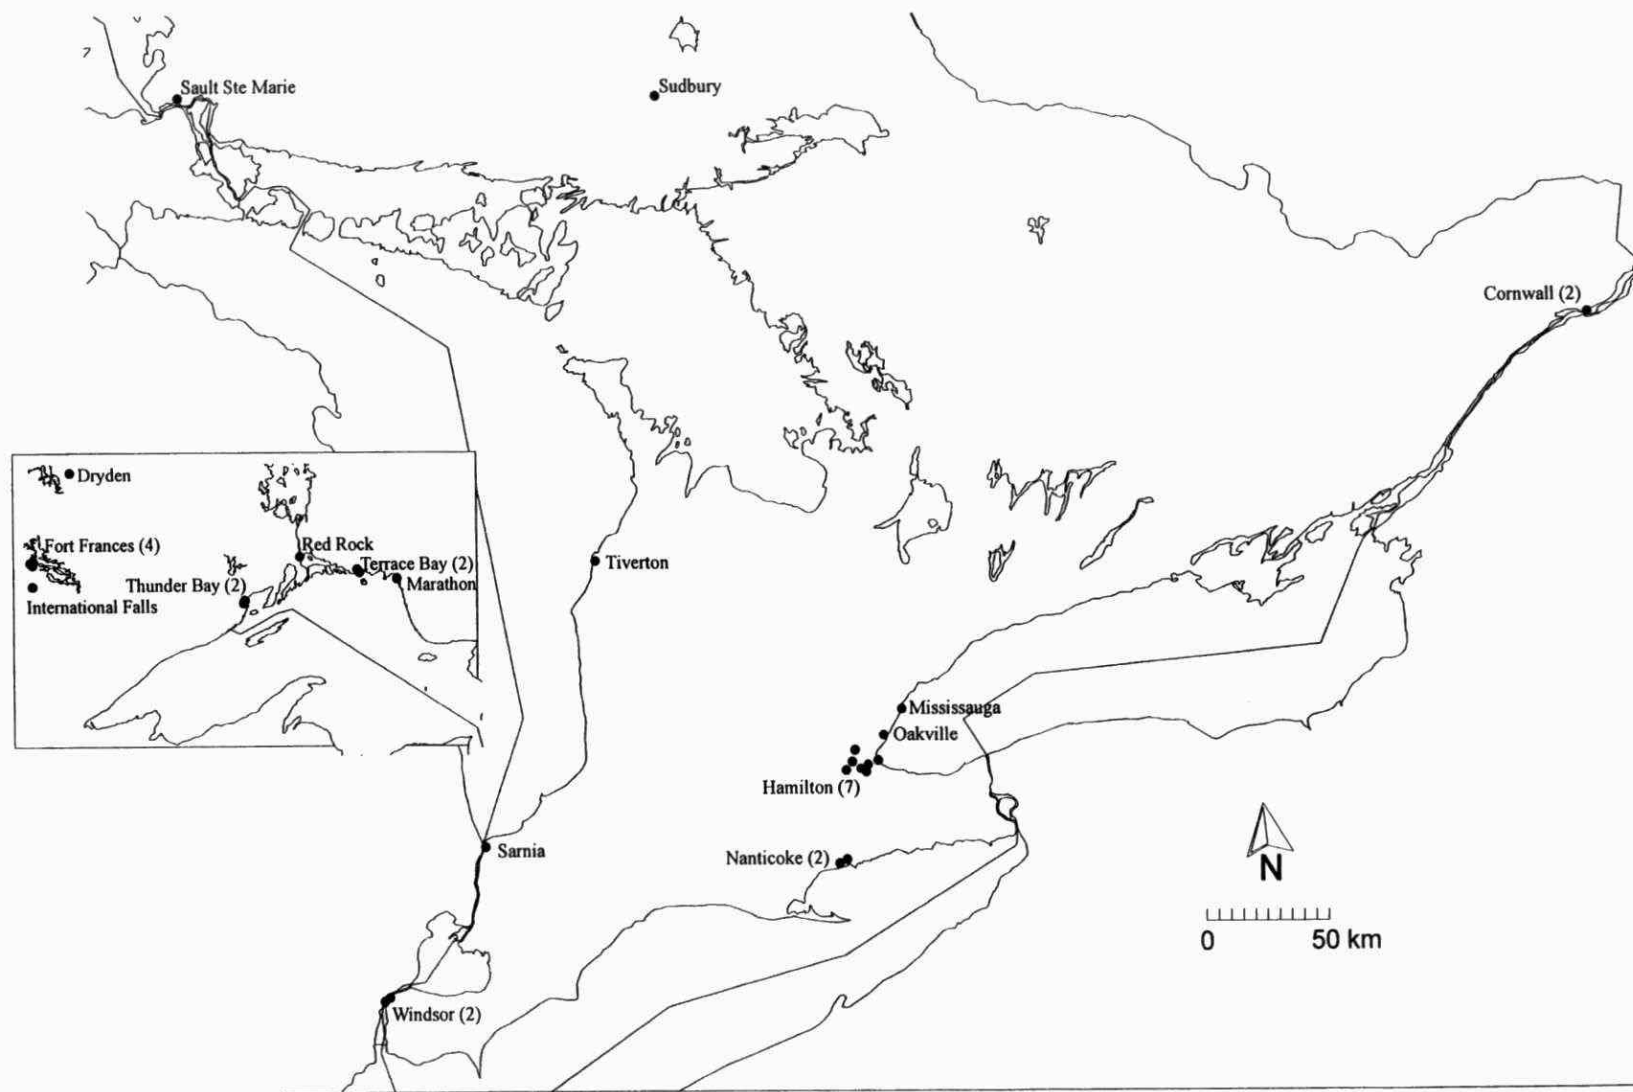 Sault Ste Marie
Sudbury
Cornwall (2)
Dryden
Fort Frances (4)
Red Rock
Terrace Bay (2)
Thunder Bay (2)
Marathon
International Falls
Tiverton
Mississauga
Oakville
Hamilton (7)
Sarnia
Nanticoke (2)
N
0 50 km
Windsor (2)